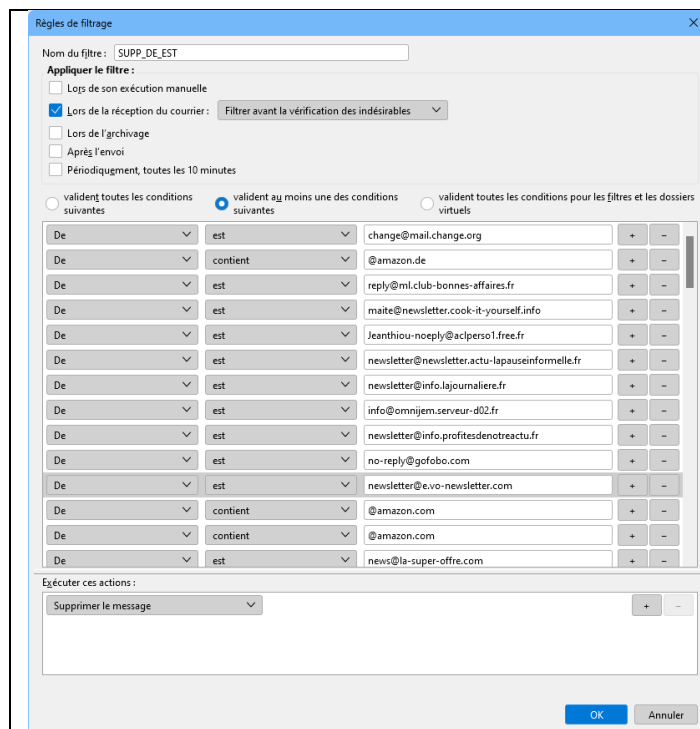 Règles de filtrage
Nom du filtre : SUPP_DE_EST
Appliquer le filtre :
Lors de son exécution manuelle
Lors de la réception du courrier : Filtrer avant la vérification des indésirables
Lors de l'archivage
Après l'envoi
Périodiquement, toutes les 10 minutes
valident toutes les conditions suivantes
valident au moins une des conditions suivantes
valident toutes les conditions pour les filtres et les dossiers virtuels
De est change@mail.change.org + −
De contient @amazon.de + −
De est reply@ml.club-bonnes-affaires.fr + −
De est maite@newsletter.cook-it-yourself.info + −
De est Jeanthiou-noeply@aclperso1.free.fr + −
De est newsletter@newsletter.actu-lapauseinformelle.fr + −
De est newsletter@info.lajournaliere.fr + −
De est info@omnijem.serveur-d02.fr + −
De est newsletter@info.profitesdenotreactu.fr + −
De est no-reply@gofobo.com + −
De est newsletter@e.vo-newsletter.com + −
De contient @amazon.com + −
De contient @amazon.com + −
De est news@la-super-offre.com + −
Exécuter ces actions :
Supprimer le message + −
OK Annuler